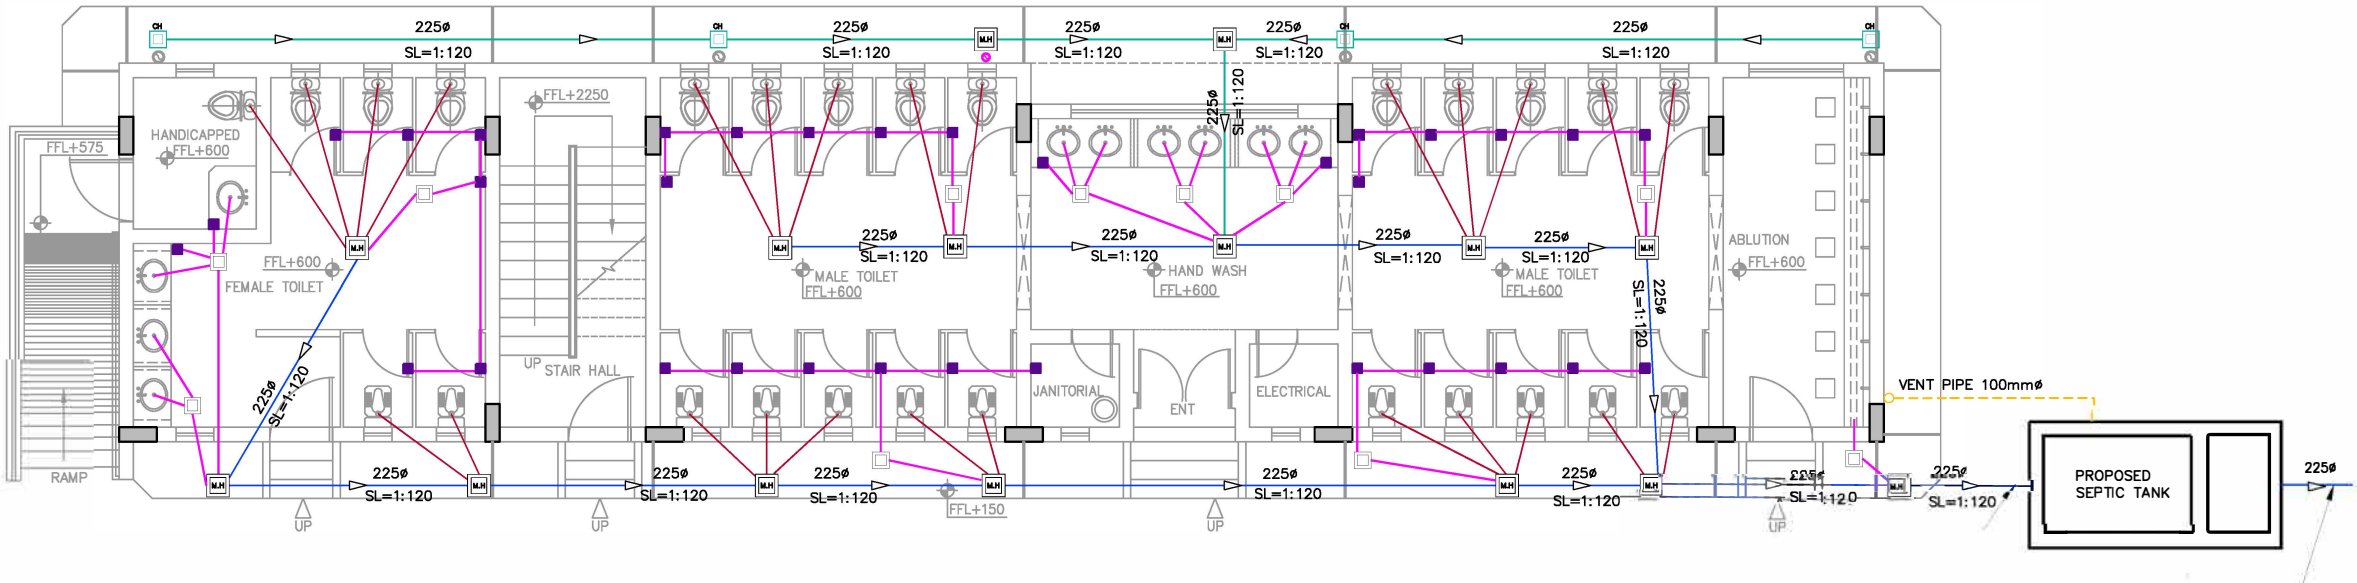 CH
225ø
SL=1:120
CH
225ø
SL=1:120
M.H
225ø
SL=1:120
M.H
225ø
SL=1:120
CH
225ø
SL=1:120
CH
225ø
SL=1:120
HANDICAPPED
FFL+600
FFL+575
FFL+2250
M.H
FFL+600
FEMALE TOILET
M.H
225ø
SL=1:120
M.H
225ø
SL=1:120
M.H
225ø
SL=1:120
M.H
225ø
SL=1:120
M.H
MALE TOILET
FFL+600
HAND WASH
FFL+600
MALE TOILET
FFL+600
ABLUTION
FFL+600
225ø
SL=1:120
225ø
SL=1:120
UP
STAIR HALL
JANITORIAL
ENT
ELECTRICAL
VENT PIPE 100mmø
RAMP
M.H
225ø
SL=1:120
M.H
225ø
SL=1:120
M.H
225ø
SL=1:120
M.H
225ø
SL=1:120
M.H
225ø
SL=1:120
M.H
225ø
SL=1:120
M.H
225ø
SL=1:120
PROPOSED
SEPTIC TANK
225ø
FFL+150
UP
UP
UP
UP